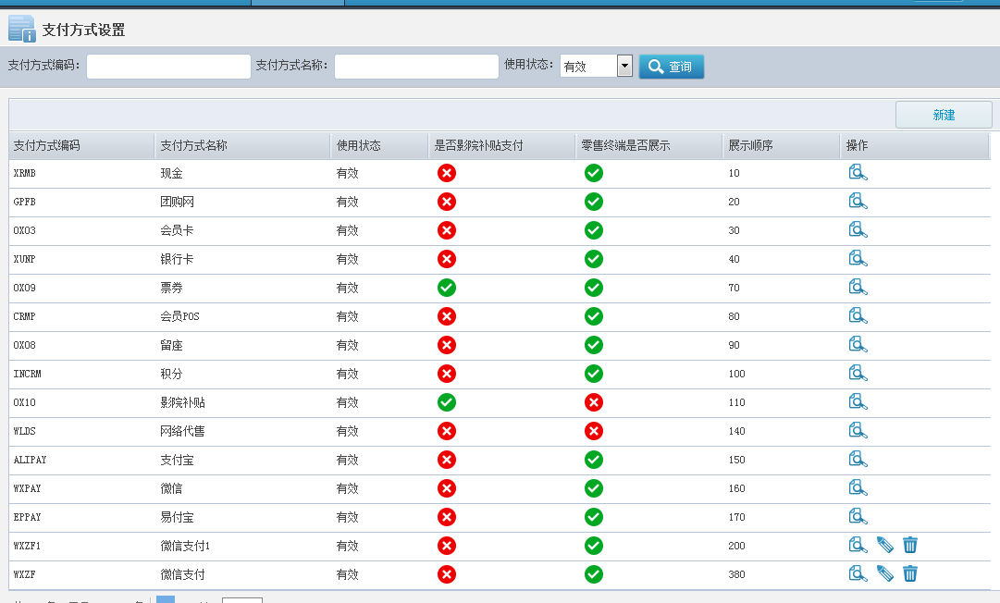 支付方式设置
支付方式编码: 支付方式名称: 使用状态: 有效 查询
新建
支付方式编码 支付方式名称 使用状态 是否影院补贴支付 零售终端是否展示 展示顺序 操作
XRMB 现金 有效 10
GPFB 团购网 有效 20
0X03 会员卡 有效 30
XUNP 银行卡 有效 40
0X09 票券 有效 70
CRMP 会员POS 有效 80
0X08 留座 有效 90
INCRM 积分 有效 100
0X10 影院补贴 有效 110
WLDS 网络代售 有效 140
ALIPAY 支付宝 有效 150
WXPAY 微信 有效 160
EPPAY 易付宝 有效 170
WXZF1 微信支付1 有效 200
WXZF 微信支付 有效 380